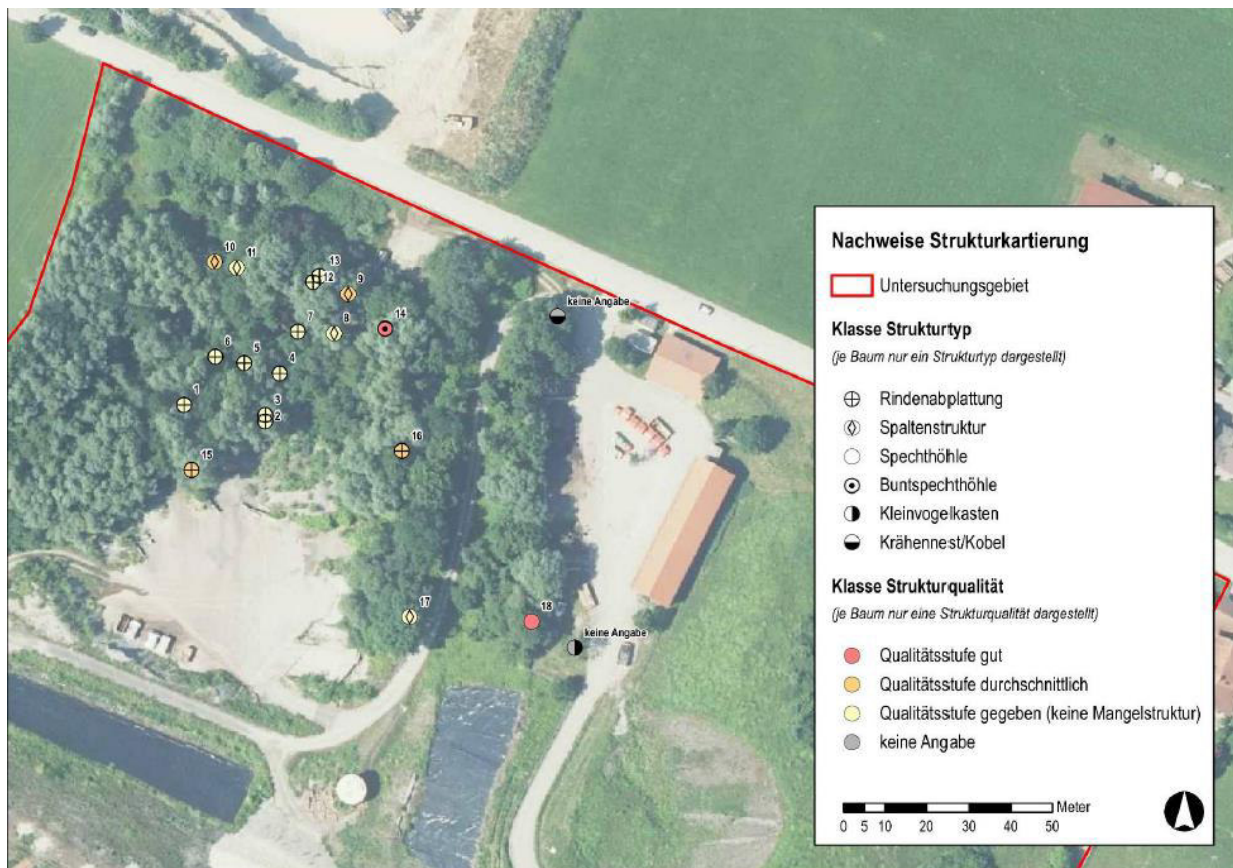 10
11
13
12
9
14
7
8
6
5
4
1
3
2
15
16
17
18
keine Angabe
keine Angabe
Nachweise Strukturkartierung
Untersuchungsgebiet
Klasse Strukturtyp
(je Baum nur ein Strukturtyp dargestellt)
Rindenabplattung
Spaltenstruktur
Spechthöhle
Buntspechthöhle
Kleinvogelkasten
Krähennest/Kobel
Klasse Strukturqualität
(je Baum nur eine Strukturqualität dargestellt)
Qualitätsstufe gut
Qualitätsstufe durchschnittlich
Qualitätsstufe gegeben (keine Mangelstruktur)
keine Angabe
Meter
0 5 10 20 30 40 50